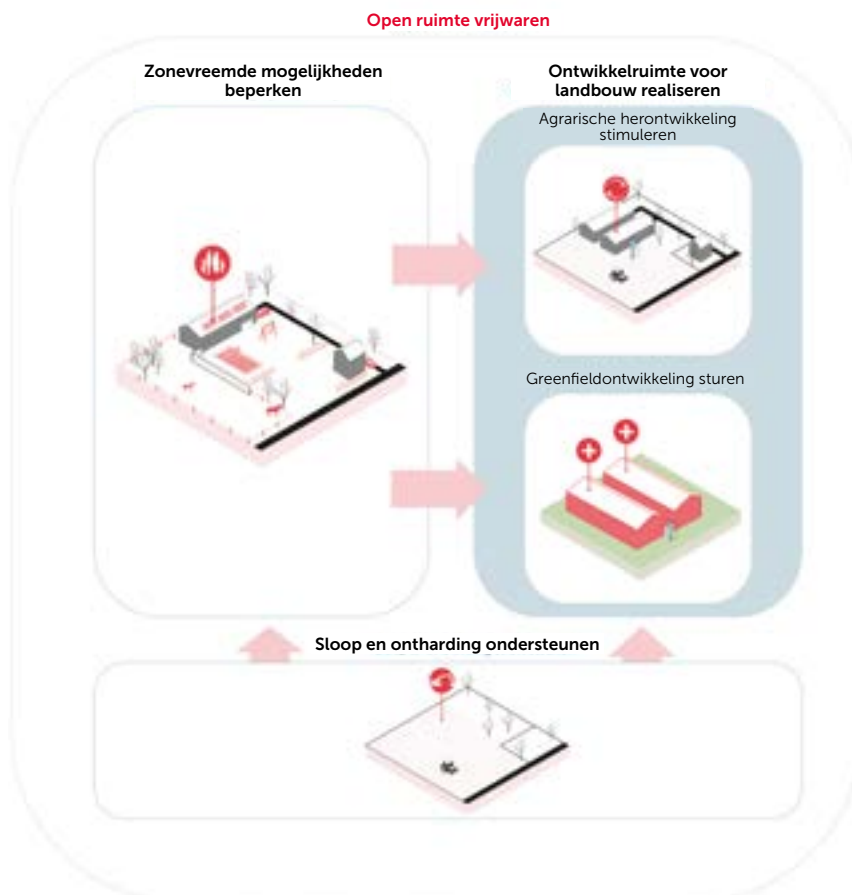 Open ruimte vrijwaren
Zonevreemde mogelijkheden
beperken
Ontwikkelruimte voor
landbouw realiseren
Agrarische herontwikkeling
stimuleren
Greenfieldontwikkeling sturen
Sloop en ontharding ondersteunen